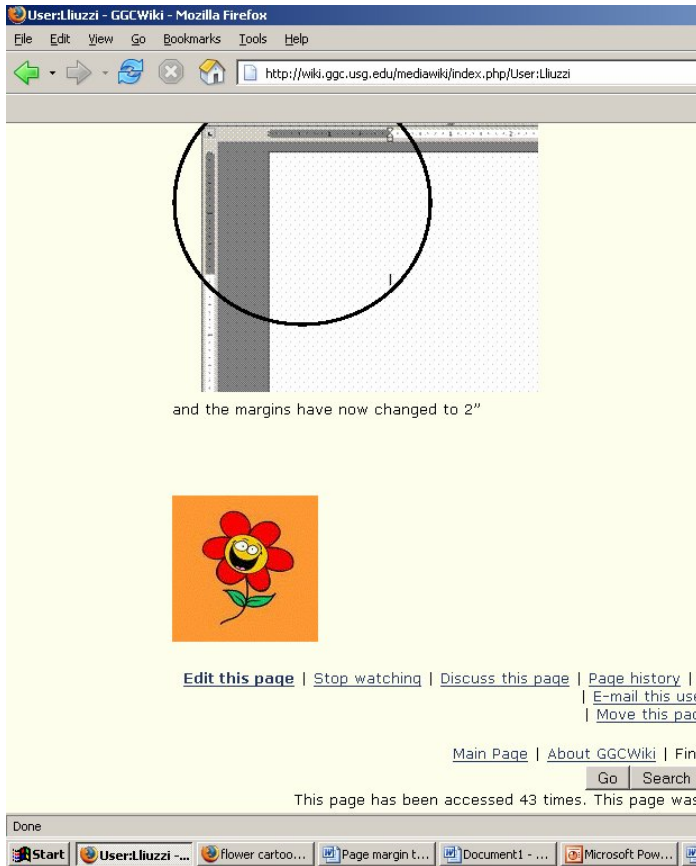 User:Lliuzzi - GGCWiki - Mozilla Firefox
File Edit View Go Bookmarks Tools Help
http://wiki.ggc.usg.edu/mediawiki/index.php/User:Lliuzzi
and the margins have now changed to 2”
Edit this page | Stop watching | Discuss this page | Page history |
| E-mail this use
| Move this pag
Main Page | About GGCWiki | Fin
Go Search
This page has been accessed 43 times. This page was
Done
Start User:Lliuzzi -... flower cartoo... Page margin t... Document1 - ... Microsoft Pow...